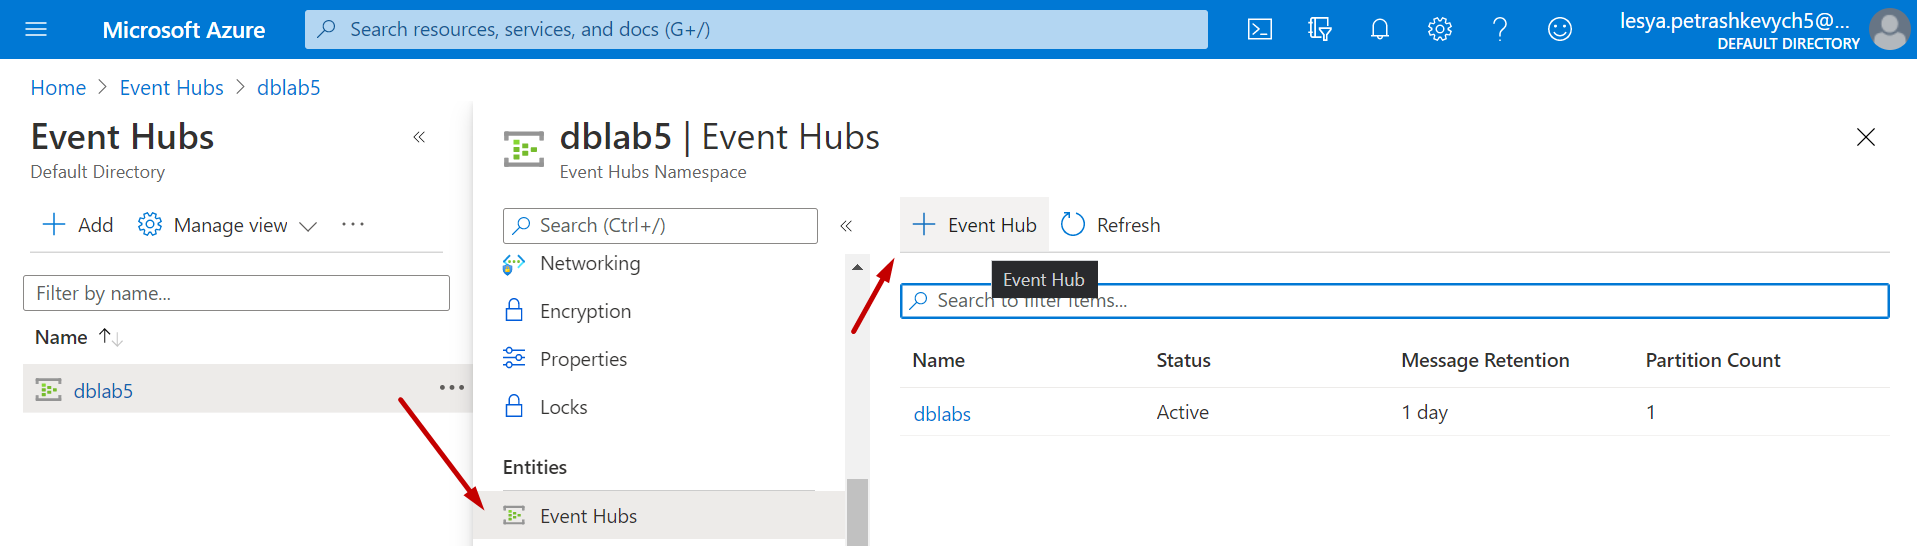 Microsoft Azure
Search resources, services, and docs (G+/)
lesya.petrashkevych5@...
DEFAULT DIRECTORY
Home > Event Hubs > dblab5
Event Hubs
«
Default Directory
Add
Manage view
...
Filter by name...
Name
dblab5
...
dblab5 | Event Hubs
Event Hubs Namespace
Search (Ctrl+/)
«
Networking
Encryption
Properties
Locks
Entities
Event Hubs
Event Hub
Refresh
Event Hub
Search to filter items...
Name Status Message Retention Partition Count
dblabs Active 1 day 1